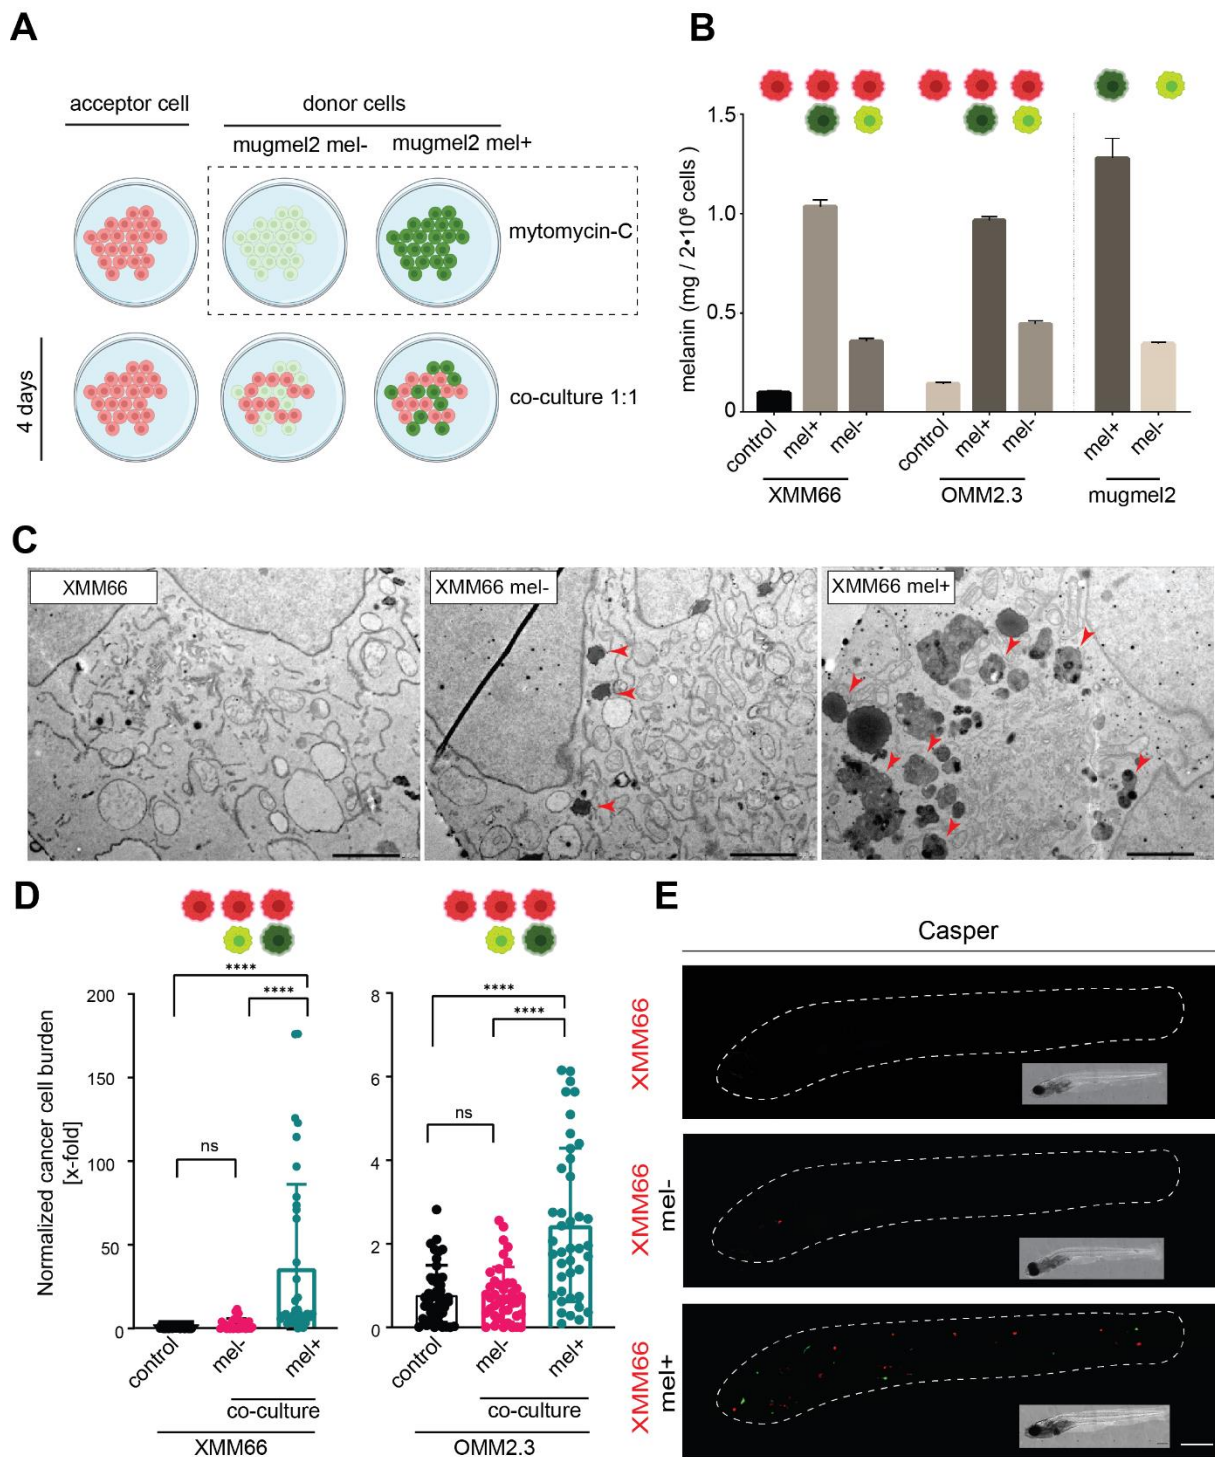 A
acceptor cell
donor cells
mugmel2 mel-
mugmel2 mel+
mytomycin-C
4 days
co-culture 1:1
B
melanin (mg / 2•10⁶ cells )
1.5
1.0
0.5
0
control
mel+
mel-
control
mel+
mel-
mel+
mel-
XMM66
OMM2.3
mugmel2
C
XMM66
XMM66 mel-
XMM66 mel+
D
Normalized cancer cell burden
[x-fold]
200
150
100
50
0
****
****
ns
control
mel-
mel+
co-culture
XMM66
8
6
4
2
0
****
****
ns
control
mel-
mel+
co-culture
OMM2.3
E
Casper
XMM66
XMM66
mel-
XMM66
mel+